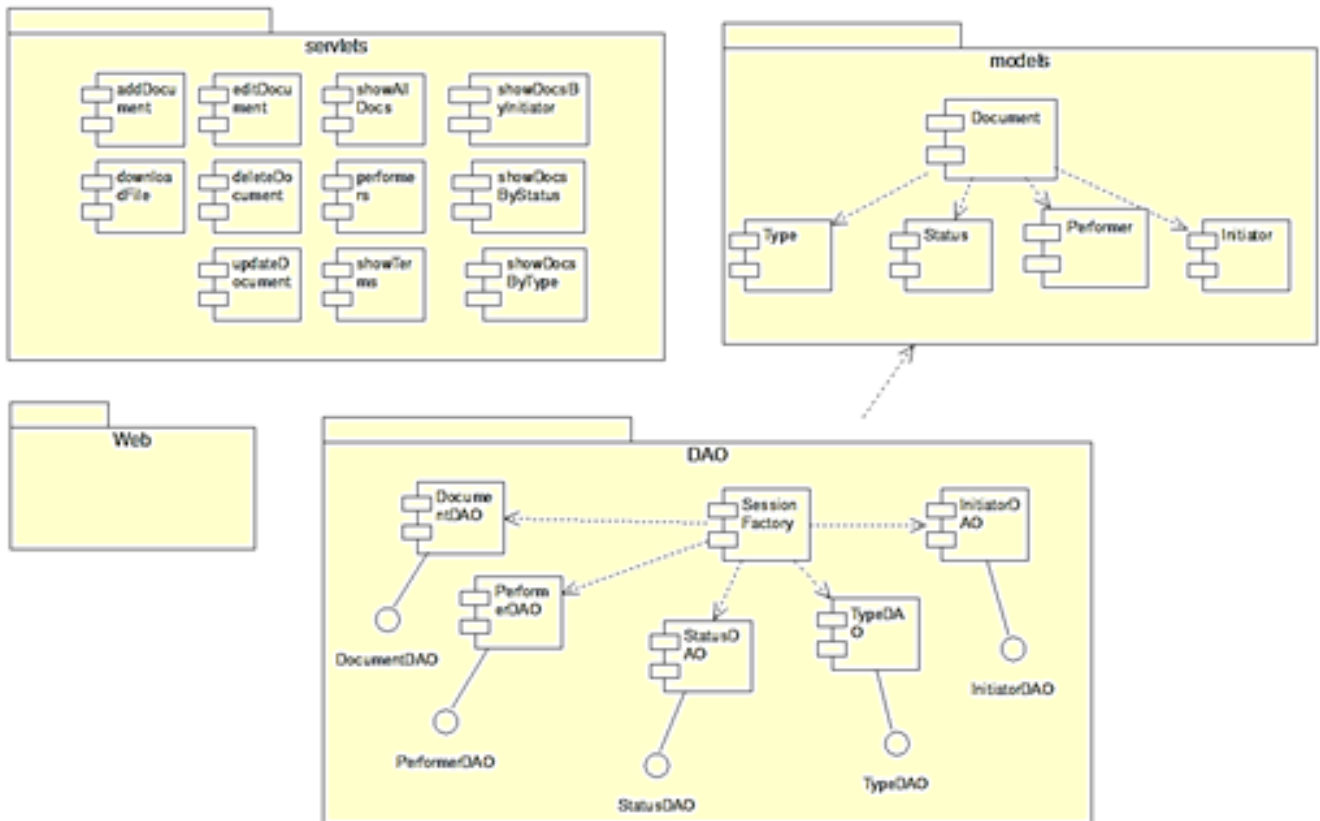 servlets
addDocu
ment
editDocu
ment
showAll
Docs
showDocsB
yInitiator
downloa
dFile
deleteDo
cument
performe
rs
showDocs
ByStatus
updateD
ocument
showTer
ms
showDocs
ByType
models
Document
Type
Status
Performer
Initiator
Web
DAO
Docume
ntDAO
Session
Factory
InitiatorD
AO
Perform
erDAO
StatusD
AO
TypeDA
O
DocumentDAO
InitiatorDAO
PerformerDAO
TypeDAO
StatusDAO